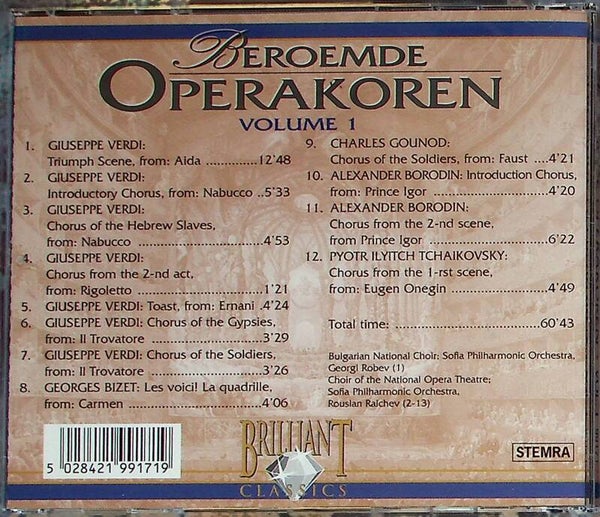 BEROEMDE
OPERAKOREN
VOLUME 1
1. GIUSEPPE VERDI:
Triumph Scene, from: Aida ..............12'48
2. GIUSEPPE VERDI:
Introductory Chorus, from: Nabucco ..5'33
3. GIUSEPPE VERDI:
Chorus of the Hebrew Slaves,
from: Nabucco ..........................4'53
4. GIUSEPPE VERDI:
Chorus from the 2-nd act,
from: Rigoletto ..........................1'21
5. GIUSEPPE VERDI: Toast, from: Ernani .4'24
6. GIUSEPPE VERDI: Chorus of the Gypsies,
from: Il Trovatore ......................3'29
7. GIUSEPPE VERDI: Chorus of the Soldiers,
from: Il Trovatore ......................3'26
8. GEORGES BIZET: Les voici! La quadrille,
from: Carmen ..........................4'06
9. CHARLES GOUNOD:
Chorus of the Soldiers, from: Faust ....4'21
10. ALEXANDER BORODIN: Introduction Chorus,
from: Prince Igor ........................4'20
11. ALEXANDER BORODIN:
Chorus from the 2-nd scene,
from Prince Igor ........................6'22
12. PYOTR ILYITCH TCHAIKOVSKY:
Chorus from the 1-rst scene,
from: Eugen Onegin ....................4'49
Total time: ..............................60'43
Bulgarian National Choir; Sofia Philharmonic Orchestra,
Georgi Robev (1)
Choir of the National Opera Theatre;
Sofia Philharmonic Orchestra,
Rouslan Raichev (2-13)
5 028421 991719
BRILLIANT
CLASSICS
STEMRA